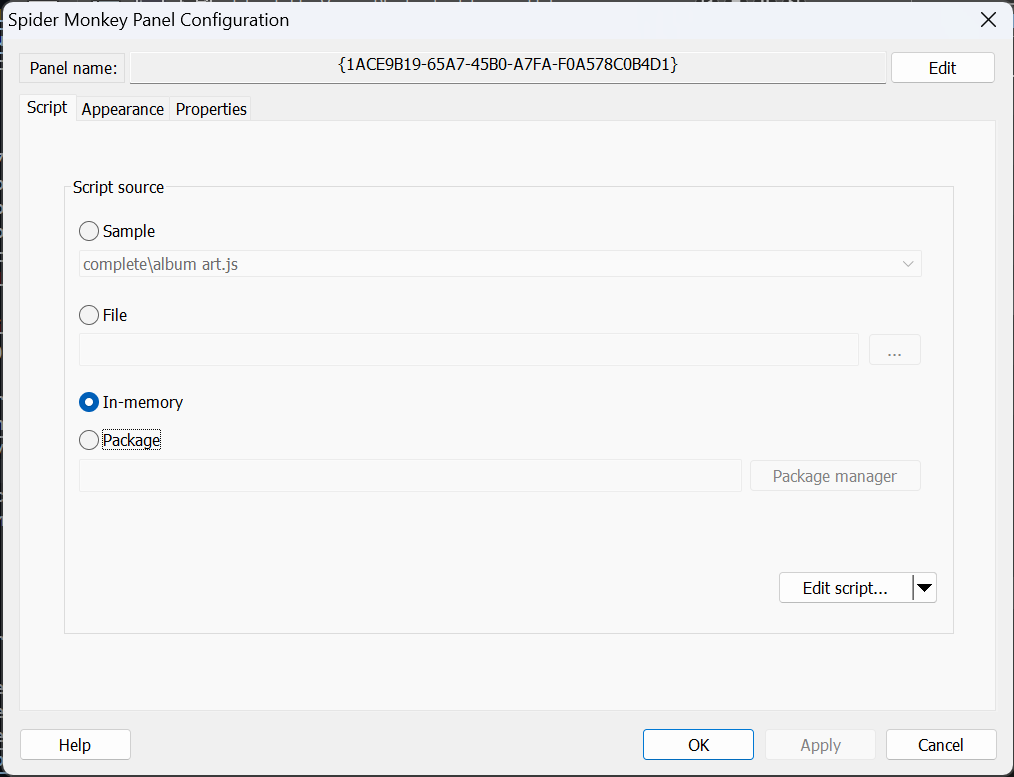 Spider Monkey Panel Configuration
Panel name: {1ACE9B19-65A7-45B0-A7FA-F0A578C0B4D1} Edit
Script Appearance Properties
Script source
Sample
complete\album art.js
File
...
In-memory
Package
Package manager
Edit script...
Help OK Apply Cancel